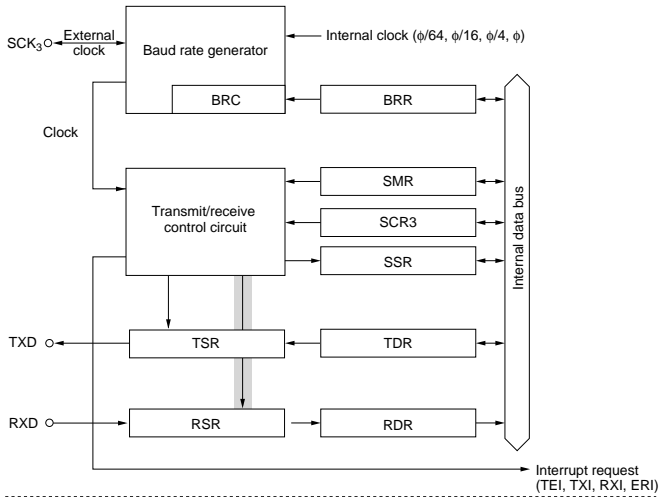 SCK3
External
clock
Baud rate generator
Internal clock (ϕ/64, ϕ/16, ϕ/4, ϕ)
BRC
BRR
Clock
Transmit/receive
control circuit
SMR
SCR3
SSR
Internal data bus
TXD
TSR
TDR
RXD
RSR
RDR
Interrupt request
(TEI, TXI, RXI, ERI)